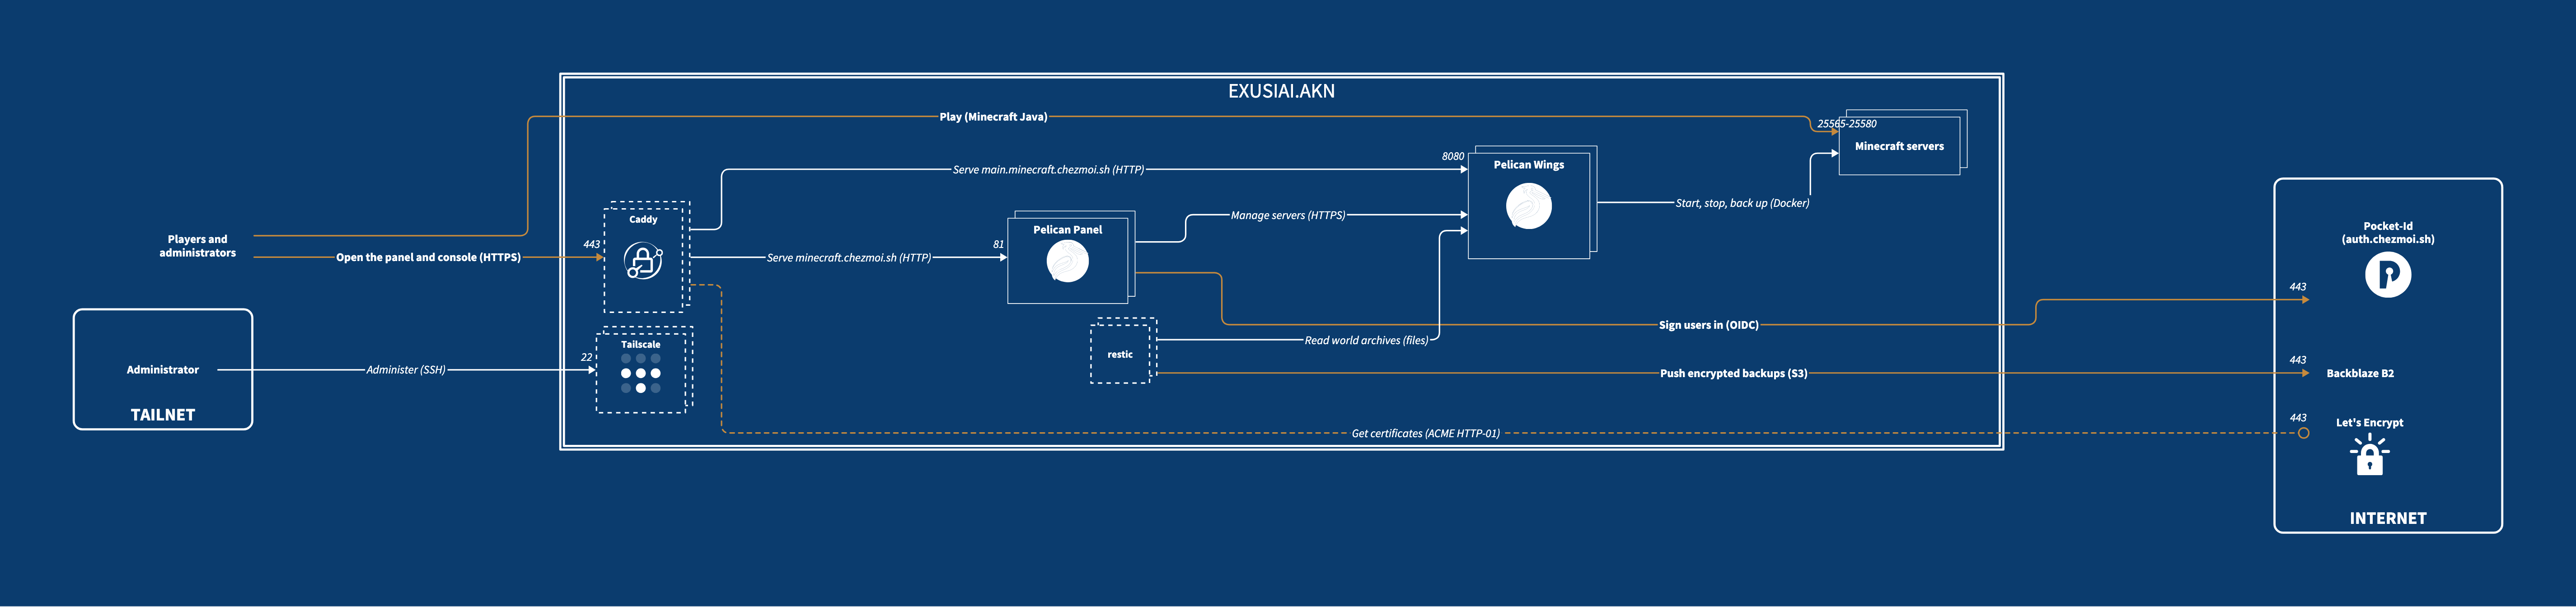 EXUSIAI.AKN
Play (Minecraft Java)
25565-25580
Minecraft servers
Serve main.minecraft.chezmoi.sh (HTTP)
8080
Pelican Wings
Start, stop, back up (Docker)
Caddy
443
Players and
administrators
Open the panel and console (HTTPS)
Serve minecraft.chezmoi.sh (HTTP)
81
Pelican Panel
Manage servers (HTTPS)
Pocket-Id
(auth.chezmoi.sh)
443
Sign users in (OIDC)
Tailscale
22
Administrator
Administer (SSH)
TAILNET
restic
Read world archives (files)
Push encrypted backups (S3)
443
Backblaze B2
Get certificates (ACME HTTP-01)
443
Let's Encrypt
INTERNET